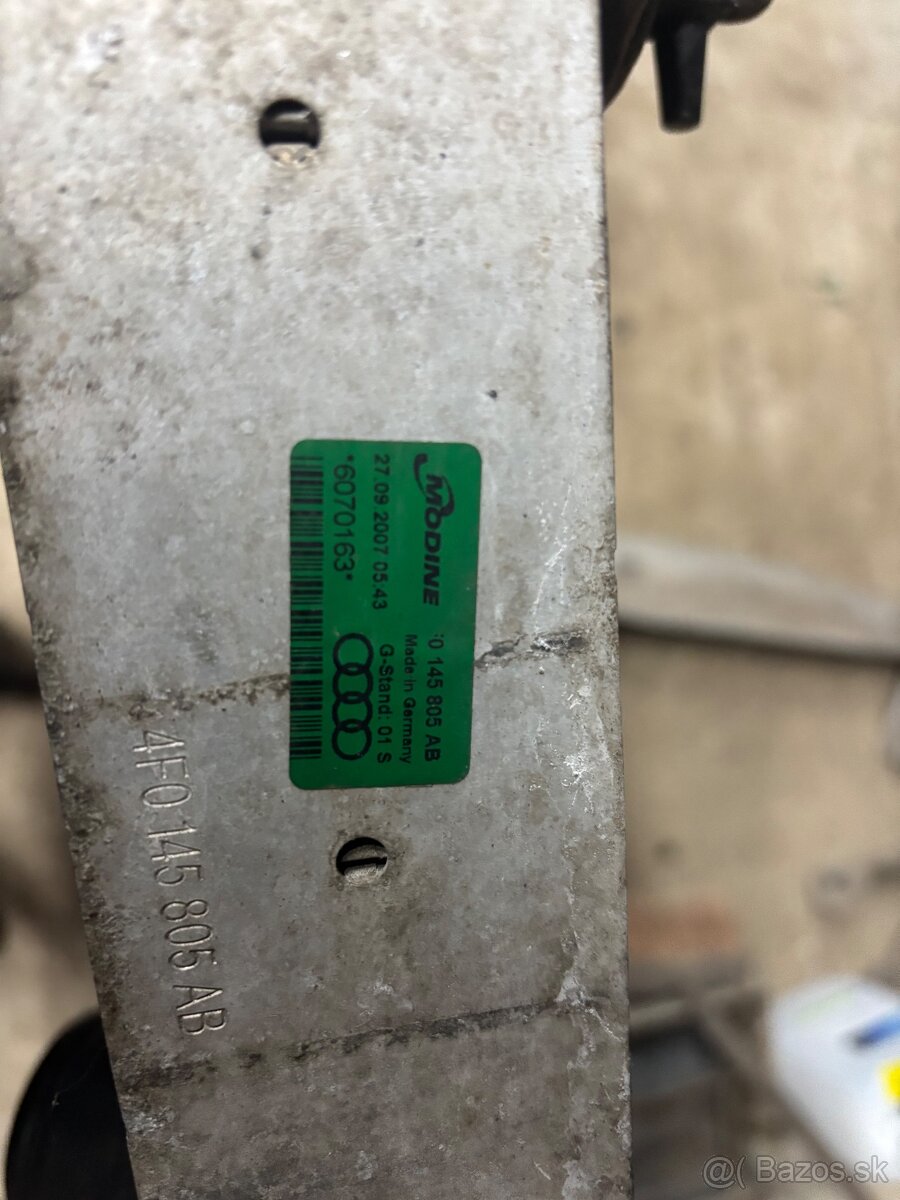 MODINE
:0 145 805 AB
Made in Germany
27.09.2007 05.43
G-Stand: 01 S
*6070163*
4F0 145 805 AB
@( Bazos.sk